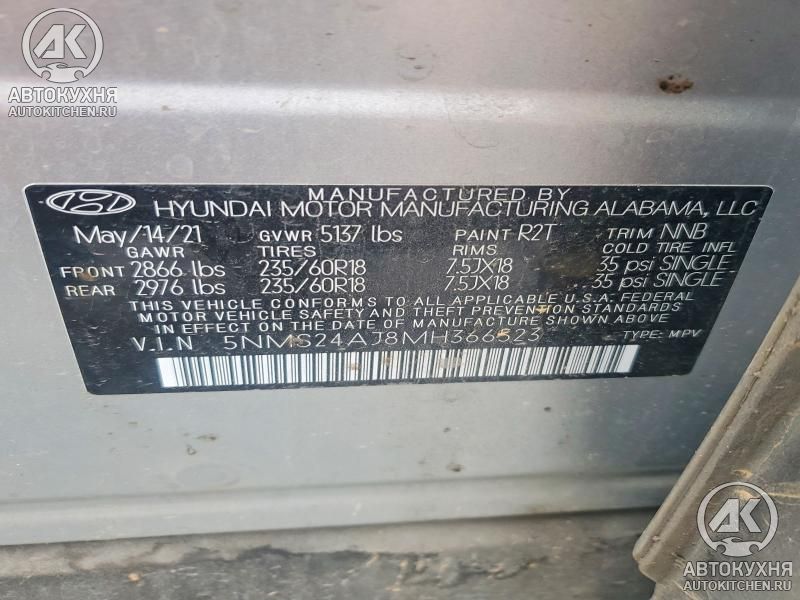 AK
АВТОКУХНЯ
AUTOKITCHEN.RU
MANUFACTURED BY
HYUNDAI MOTOR MANUFACTURING ALABAMA, LLC
May/14/21 GVWR 5137 lbs PAINT R2T TRIM NNB
GAWR TIRES RIMS COLD TIRE INFL
FRONT 2866 lbs 235/60R18 7.5JX18 35 psi SINGLE
REAR 2976 lbs 235/60R18 7.5JX18 35 psi SINGLE
THIS VEHICLE CONFORMS TO ALL APPLICABLE U.S.A. FEDERAL
MOTOR VEHICLE SAFETY AND THEFT PREVENTION STANDARDS
IN EFFECT ON THE DATE OF MANUFACTURE SHOWN ABOVE.
V.I.N 5NMS24AJ8MH366323 TYPE: MPV
AK
АВТОКУХНЯ
AUTOKITCHEN.RU